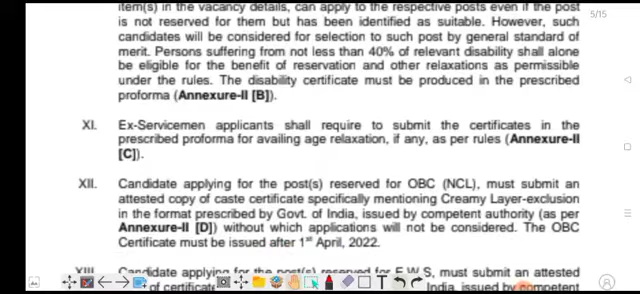 item(s) in the vacancy details, can apply to the respective posts even if the post
is not reserved for them but has been identified as suitable. However, such
candidates will be considered for selection to such post by general standard of
merit. Persons suffering from not less than 40% of relevant disability shall alone
be eligible for the benefit of reservation and other relaxations as permissible
under the rules. The disability certificate must be produced in the prescribed
proforma (Annexure-II [B]).
5/15
XI. Ex-Servicemen applicants shall require to submit the certificates in the
prescribed proforma for availing age relaxation, if any, as per rules (Annexure-II
[C]).
XII. Candidate applying for the post(s) reserved for OBC (NCL), must submit an
attested copy of caste certificate specifically mentioning Creamy Layer-exclusion
in the format prescribed by Govt. of India, issued by competent authority (as per
Annexure-II [D]) without which applications will not be considered. The OBC
Certificate must be issued after 1st April, 2022.
XIII. Candidate applying for the post(s) reserved for E.W.S, must submit an attested
of certificate India, issued by competent